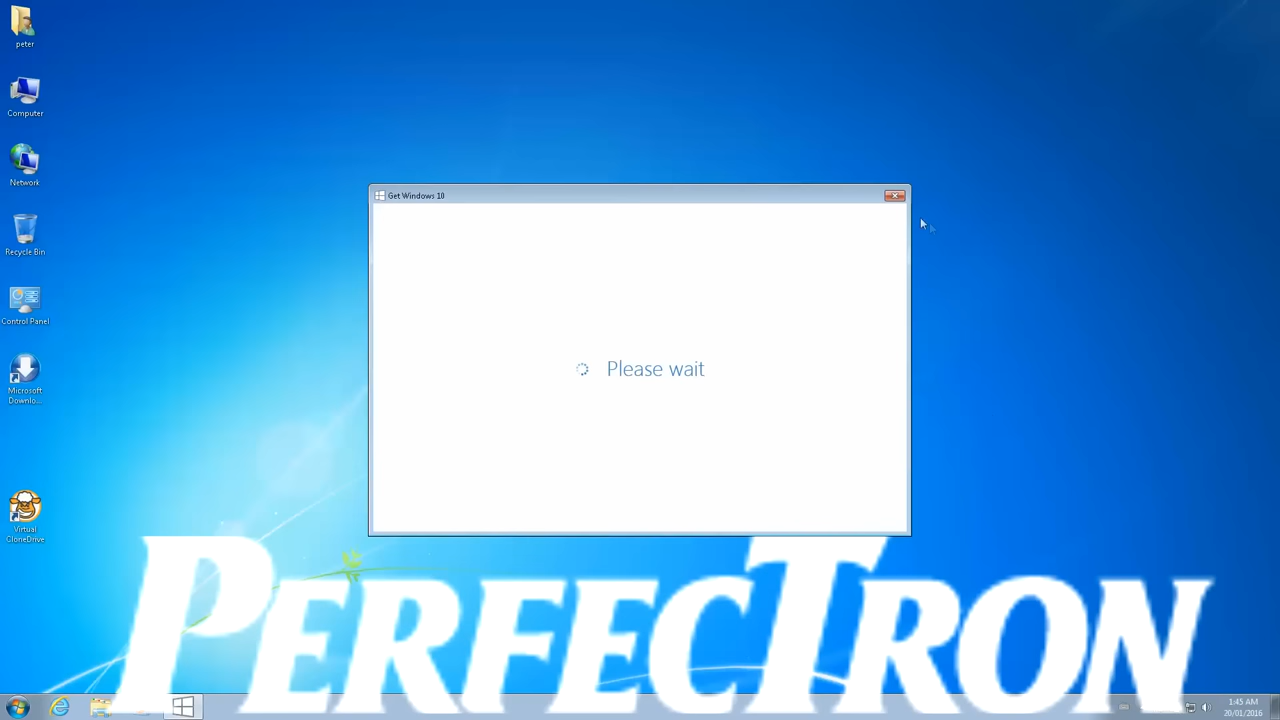 peter
Computer
Network
Recycle Bin
Control Panel
Microsoft
Downlo...
Virtual
CloneDrive
Get Windows 10
Please wait
PERFECTRON
1:45 AM
20/01/2016